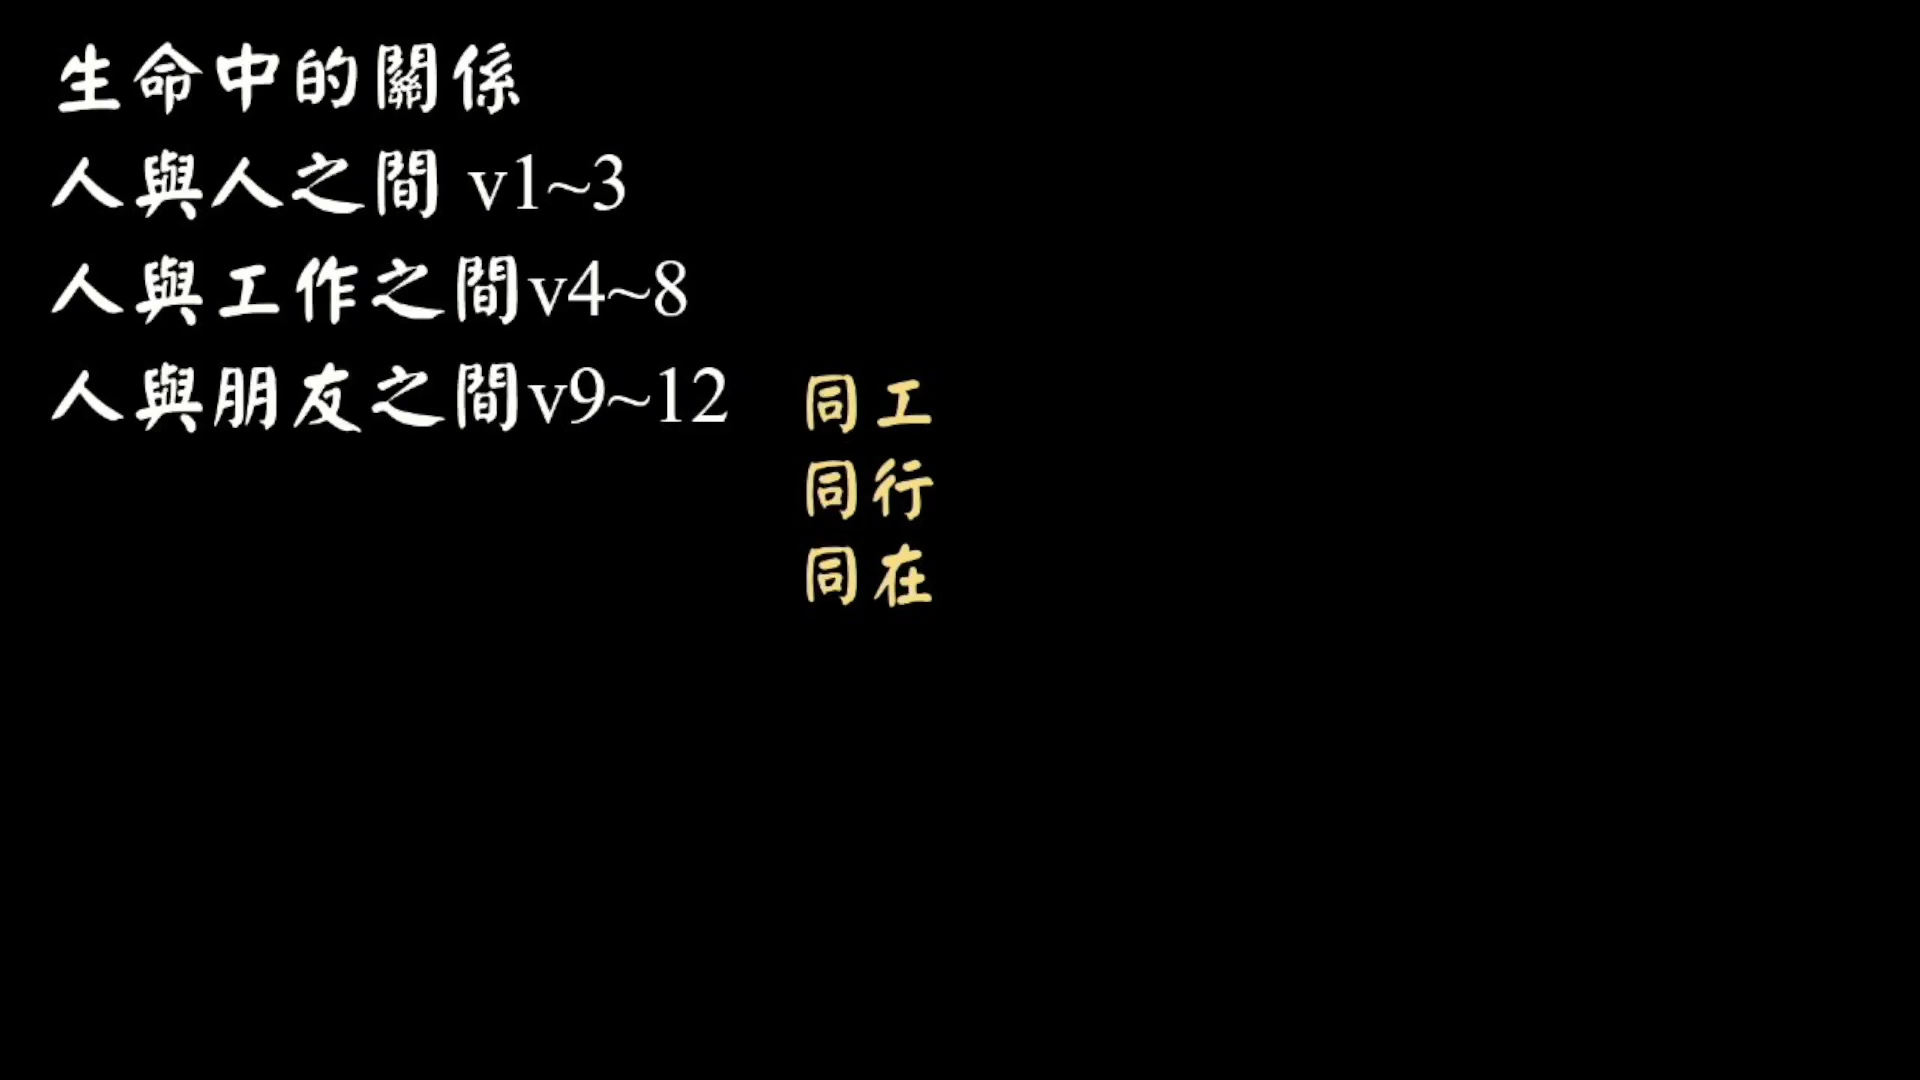 生命中的關係
人與人之間 v1~3
人與工作之間v4~8
人與朋友之間v9~12
同工
同行
同在